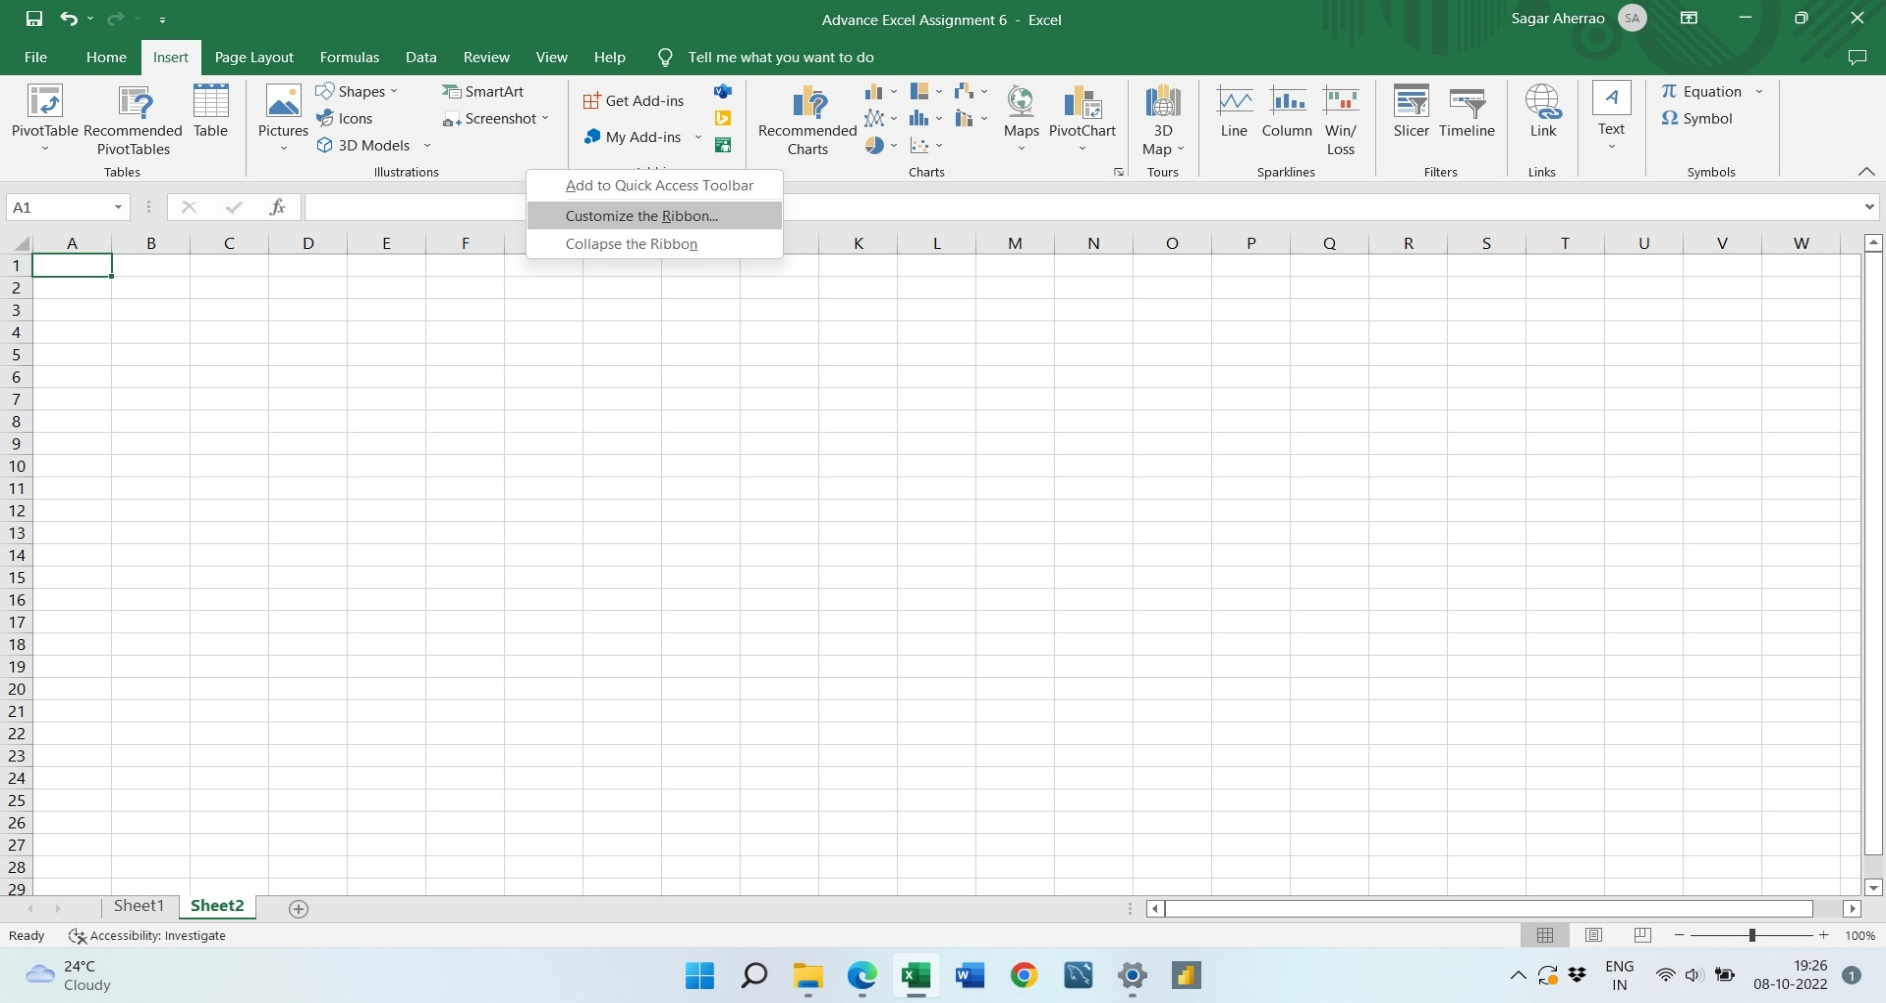 Advance Excel Assignment 6 - Excel
Sagar Aherrao SA
File Home Insert Page Layout Formulas Data Review View Help Tell me what you want to do
PivotTable
Recommended
PivotTables
Table
Tables
Pictures
Shapes
Icons
3D Models
SmartArt
Screenshot
Illustrations
Get Add-ins
My Add-ins
Recommended
Charts
Maps
PivotChart
Charts
3D
Map
Tours
Line
Column
Win/
Loss
Sparklines
Slicer
Timeline
Filters
Link
Links
A
Text
π Equation
Ω Symbol
Symbols
Add to Quick Access Toolbar
Customize the Ribbon...
Collapse the Ribbon
A1
fx
A B C D E F K L M N O P Q R S T U V W
1
2
3
4
5
6
7
8
9
10
11
12
13
14
15
16
17
18
19
20
21
22
23
24
25
26
27
28
29
Sheet1 Sheet2
Ready Accessibility: Investigate
100%
24°C
Cloudy
ENG
IN
19:26
08-10-2022
1